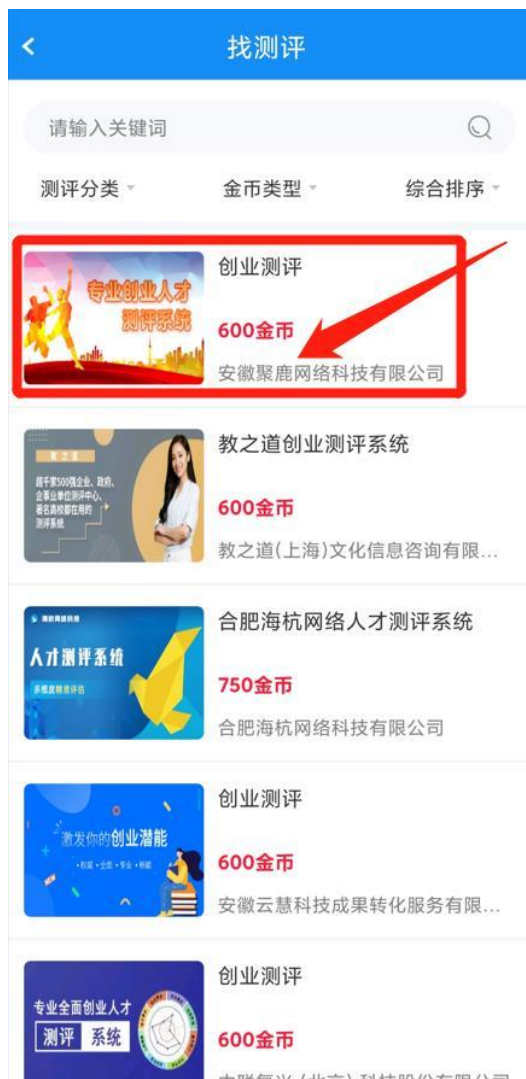 找测评
请输入关键词
测评分类
金币类型
综合排序
专业创业人才
测评系统
创业测评
600金币
安徽聚鹿网络科技有限公司
教之道
超千家500强企业、政府、
企事业单位测评中心、
著名高校都在用的
测评系统
教之道创业测评系统
600金币
教之道(上海)文化信息咨询有限...
人才测评系统
多维度精准评估
合肥海杭网络人才测评系统
750金币
合肥海杭网络科技有限公司
激发你的创业潜能
创业测评
600金币
安徽云慧科技成果转化服务有限...
专业全面创业人才
测评 系统
创业测评
600金币